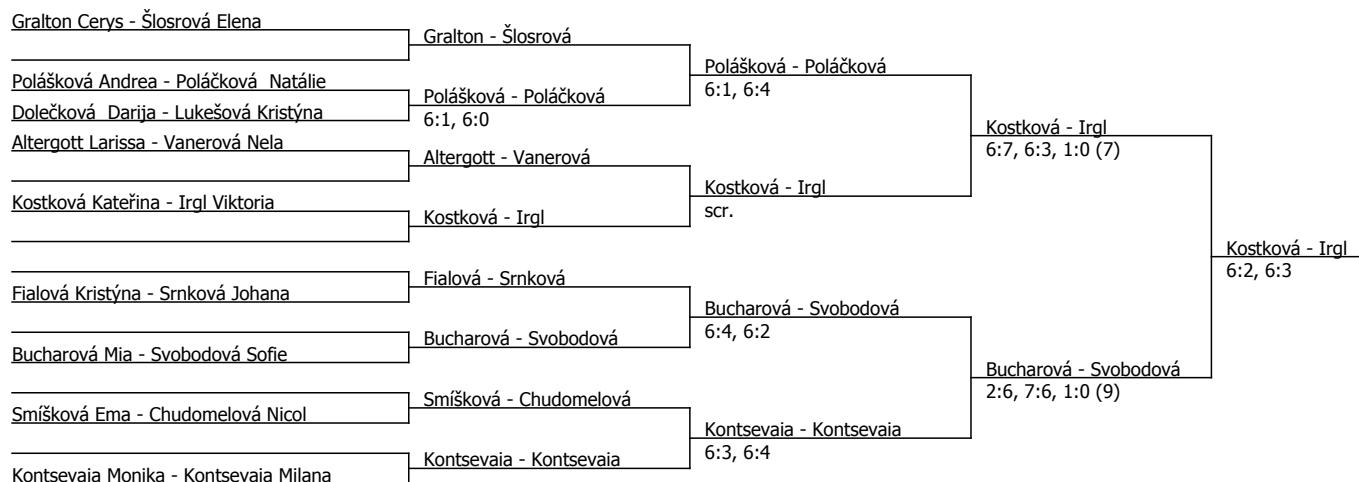 Gralton Cerys - Šlosrová Elena
Gralton - Šlosrová
Polášková - Poláčková
6:1, 6:4
Polášková Andrea - Poláčková  Natálie
Polášková - Poláčková
6:1, 6:0
Dolečková  Darija - Lukešová Kristýna
Kostková - Irgl
6:7, 6:3, 1:0 (7)
Altergott Larissa - Vanerová Nela
Altergott - Vanerová
Kostková - Irgl
scr.
Kostková Kateřina - Irgl Viktoria
Kostková - Irgl
Kostková - Irgl
6:2, 6:3
Fialová - Srnková
Fialová Kristýna - Srnková Johana
Bucharová - Svobodová
6:4, 6:2
Bucharová - Svobodová
Bucharová Mia - Svobodová Sofie
Bucharová - Svobodová
2:6, 7:6, 1:0 (9)
Smíšková - Chudomelová
Smíšková Ema - Chudomelová Nicol
Kontsevaia - Kontsevaia
6:3, 6:4
Kontsevaia - Kontsevaia
Kontsevaia Monika - Kontsevaia Milana